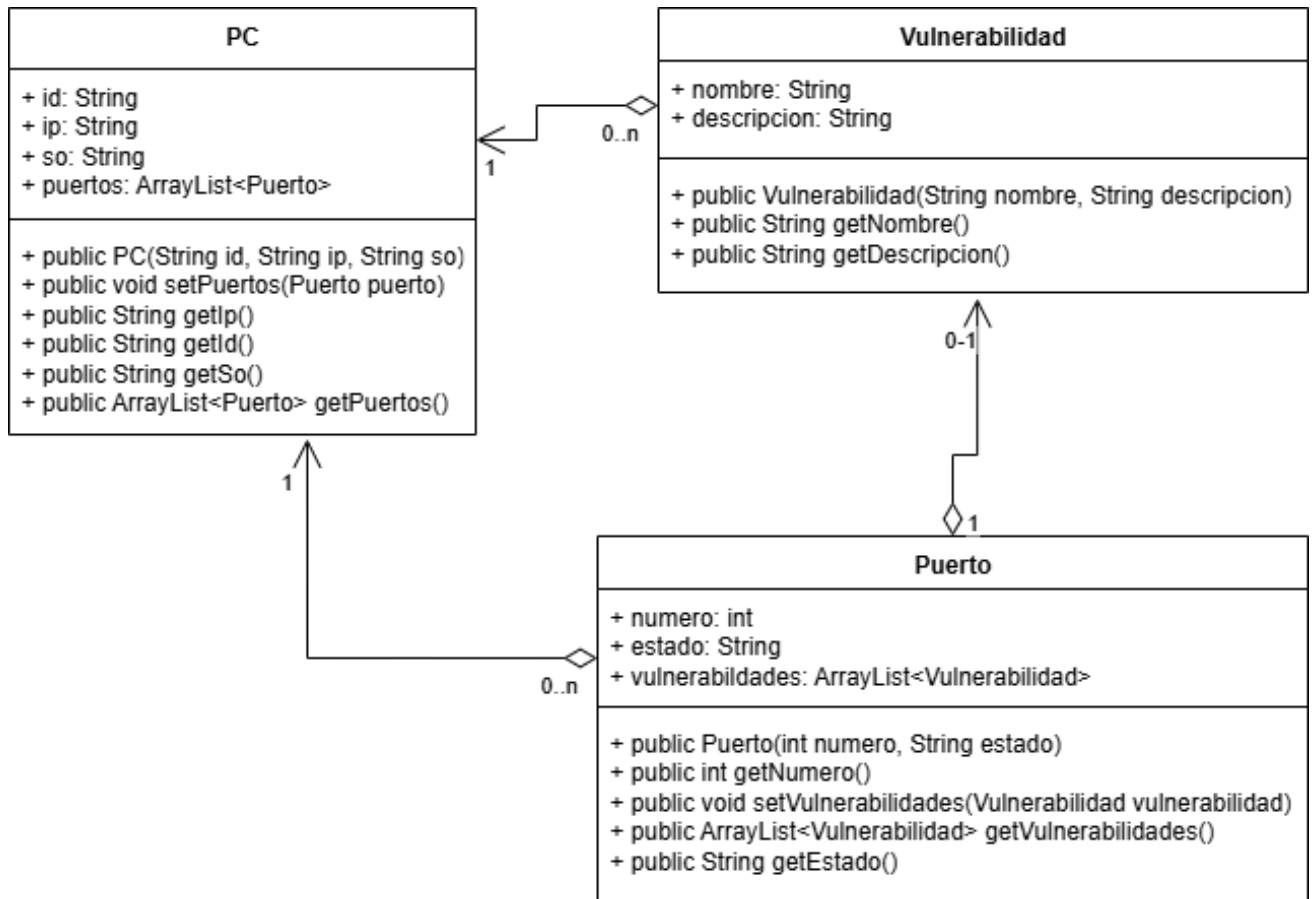 PC
+ id: String
+ ip: String
+ so: String
+ puertos: ArrayList<Puerto>
+ public PC(String id, String ip, String so)
+ public void setPuertos(Puerto puerto)
+ public String getIp()
+ public String getId()
+ public String getSo()
+ public ArrayList<Puerto> getPuertos()
1
0..n
Vulnerabilidad
+ nombre: String
+ descripcion: String
+ public Vulnerabilidad(String nombre, String descripcion)
+ public String getNombre()
+ public String getDescripcion()
0-1
1
1
0..n
Puerto
+ numero: int
+ estado: String
+ vulnerabildades: ArrayList<Vulnerabilidad>
+ public Puerto(int numero, String estado)
+ public int getNumero()
+ public void setVulnerabilidades(Vulnerabilidad vulnerabilidad)
+ public ArrayList<Vulnerabilidad> getVulnerabilidades()
+ public String getEstado()